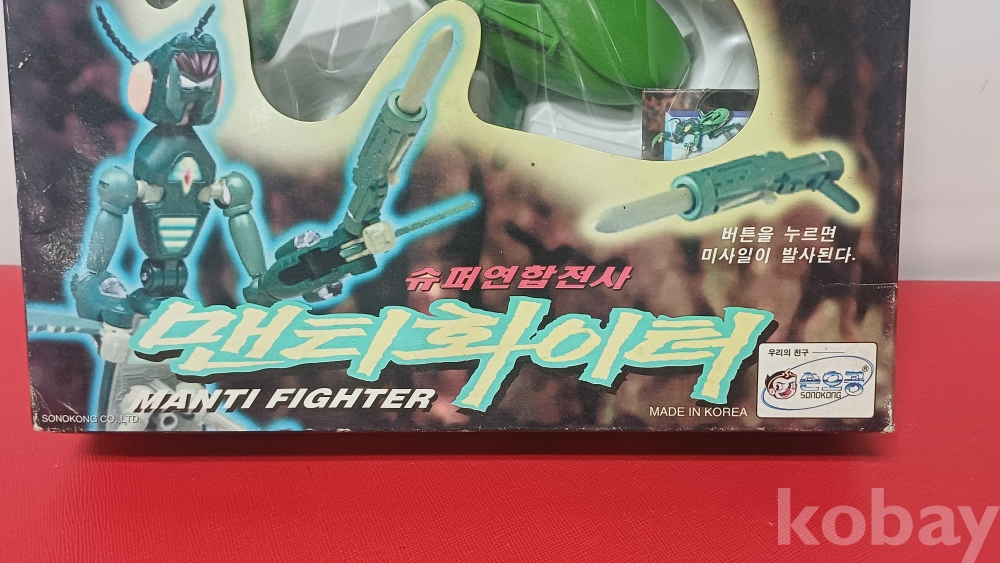 버튼을 누르면
미사일이 발사된다.
슈퍼연합전사
맨티화이터
MANTI FIGHTER
SONOKONG CO., LTD.
MADE IN KOREA
우리의 친구
손오공®
SONOKONG
kobay